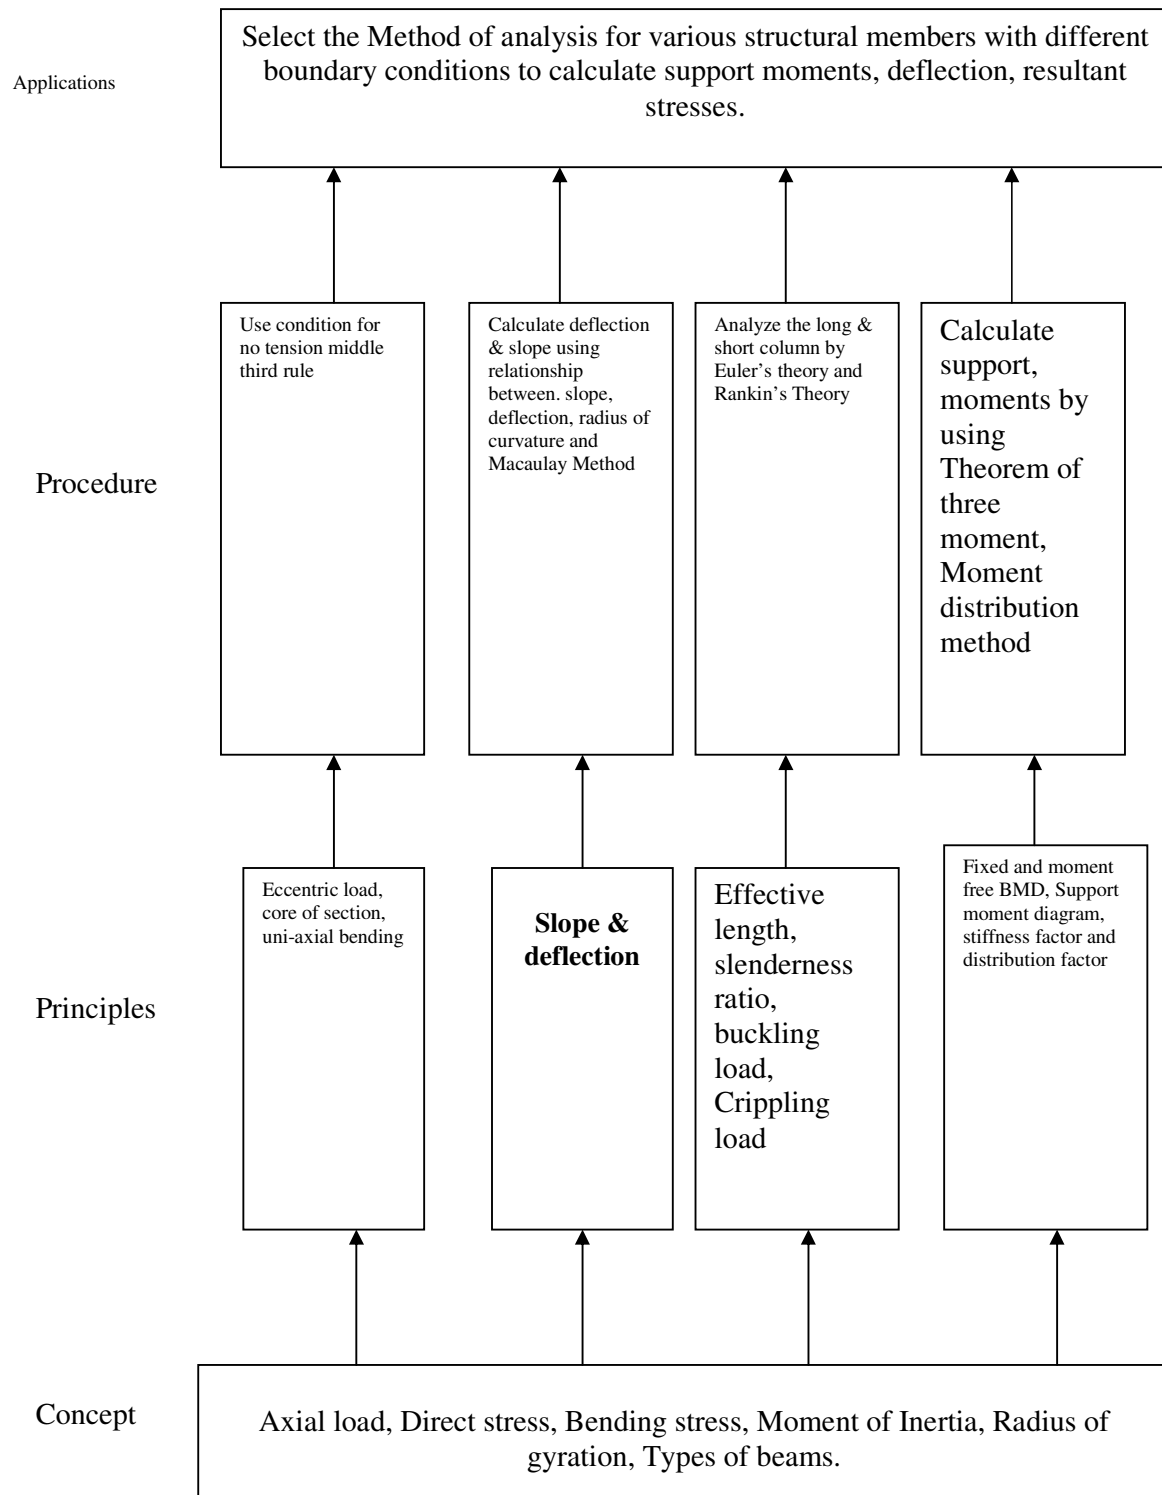 Select the Method of analysis for various structural members with different
boundary conditions to calculate support moments, deflection, resultant
stresses.
Applications
Use condition for
no tension middle
third rule
Calculate deflection
& slope using
relationship
between. slope,
deflection, radius of
curvature and
Macaulay Method
Analyze the long &
short column by
Euler’s theory and
Rankin’s Theory
Calculate
support,
moments by
using
Theorem of
three
moment,
Moment
distribution
method
Procedure
Eccentric load,
core of section,
uni-axial bending
Slope &
deflection
Effective
length,
slenderness
ratio,
buckling
load,
Crippling
load
Fixed and moment
free BMD, Support
moment diagram,
stiffness factor and
distribution factor
Principles
Concept
Axial load, Direct stress, Bending stress, Moment of Inertia, Radius of
gyration, Types of beams.